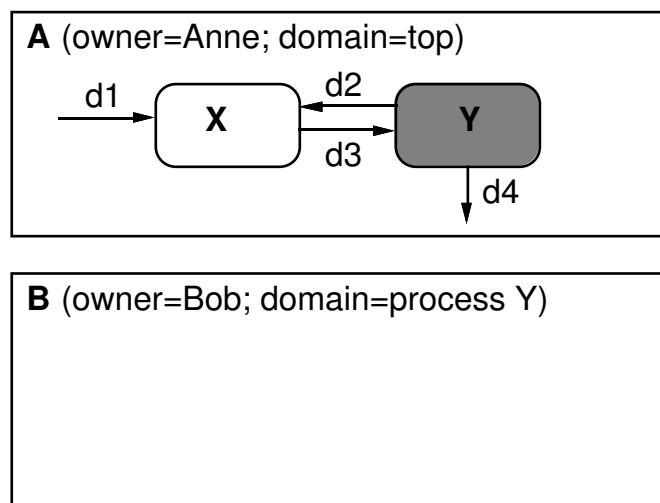 A (owner=Anne; domain=top)
d1
d2
X
Y
d3
d4
B (owner=Bob; domain=process Y)